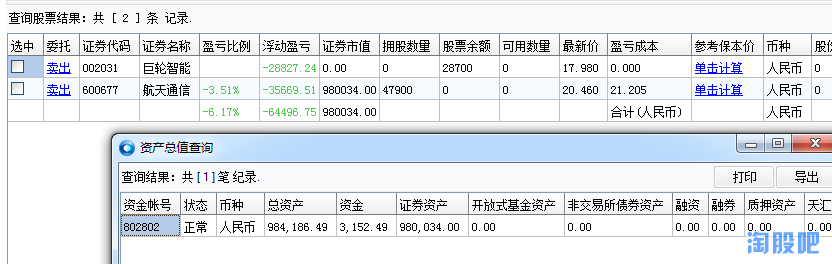 查询股票结果：共 [ 2 ] 条 记录.
选中 委托 证券代码 证券名称 盈亏比例 浮动盈亏 证券市值 拥股数量 股票余额 可用数量 最新价 盈亏成本 参考保本价 币种 股份
卖出 002031 巨轮智能 -28827.24 0.00 0 28700 0 17.980 0.000 单击计算 人民币
卖出 600677 航天通信 -3.51% -35669.51 980034.00 47900 0 0 20.460 21.205 单击计算 人民币
-6.17% -64496.75 980034.00 合计(人民币) 人民币
资产总值查询
查询结果：共 [1] 笔 纪录.
打印 导出
资金帐号 状态 币种 总资产 资金 证券资产 开放式基金资产 非交易所债券资产 融资 融券 质押资产 天汇
802802 正常 人民币 984,186.49 3,152.49 980,034.00 0.00 0.00 0.00 0.00 0.00 0.00
淘股吧